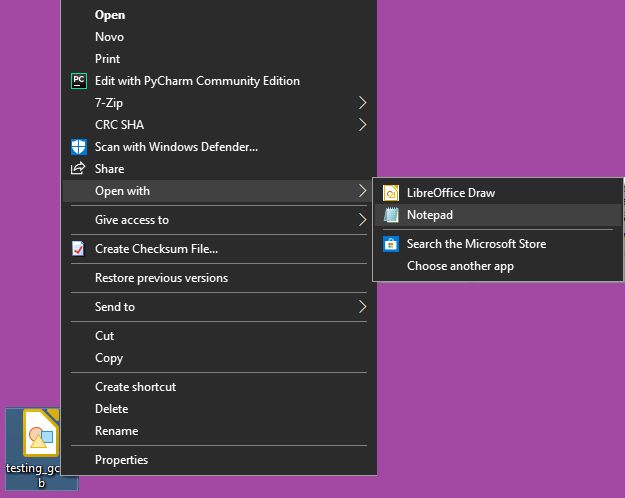 Open
Novo
Print
PC
Edit with PyCharm Community Edition
7-Zip
CRC SHA
Scan with Windows Defender...
Share
Open with
LibreOffice Draw
Notepad
Give access to
Search the Microsoft Store
Create Checksum File...
Choose another app
Restore previous versions
Send to
Cut
Copy
Create shortcut
Delete
Rename
Properties
testing_gc
b